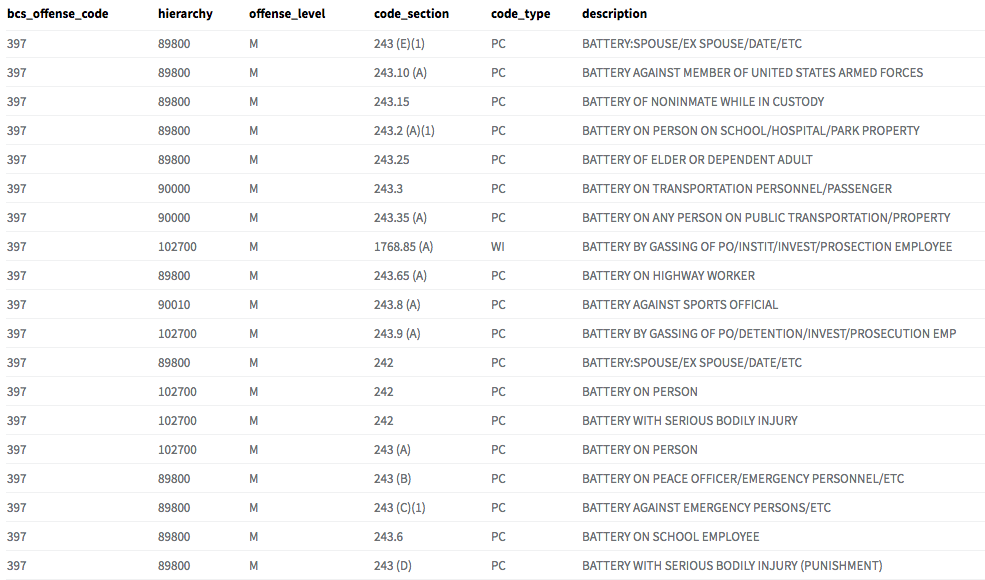 bcs_offense_code hierarchy offense_level code_section code_type description
397 89800 M 243 (E)(1) PC BATTERY:SPOUSE/EX SPOUSE/DATE/ETC
397 89800 M 243.10 (A) PC BATTERY AGAINST MEMBER OF UNITED STATES ARMED FORCES
397 89800 M 243.15 PC BATTERY OF NONINMATE WHILE IN CUSTODY
397 89800 M 243.2 (A)(1) PC BATTERY ON PERSON ON SCHOOL/HOSPITAL/PARK PROPERTY
397 89800 M 243.25 PC BATTERY OF ELDER OR DEPENDENT ADULT
397 90000 M 243.3 PC BATTERY ON TRANSPORTATION PERSONNEL/PASSENGER
397 90000 M 243.35 (A) PC BATTERY ON ANY PERSON ON PUBLIC TRANSPORTATION/PROPERTY
397 102700 M 1768.85 (A) WI BATTERY BY GASSING OF PO/INSTIT/INVEST/PROSECTION EMPLOYEE
397 89800 M 243.65 (A) PC BATTERY ON HIGHWAY WORKER
397 90010 M 243.8 (A) PC BATTERY AGAINST SPORTS OFFICIAL
397 102700 M 243.9 (A) PC BATTERY BY GASSING OF PO/DETENTION/INVEST/PROSECUTION EMP
397 89800 M 242 PC BATTERY:SPOUSE/EX SPOUSE/DATE/ETC
397 102700 M 242 PC BATTERY ON PERSON
397 102700 M 242 PC BATTERY WITH SERIOUS BODILY INJURY
397 102700 M 243 (A) PC BATTERY ON PERSON
397 89800 M 243 (B) PC BATTERY ON PEACE OFFICER/EMERGENCY PERSONNEL/ETC
397 89800 M 243 (C)(1) PC BATTERY AGAINST EMERGENCY PERSONS/ETC
397 89800 M 243.6 PC BATTERY ON SCHOOL EMPLOYEE
397 89800 M 243 (D) PC BATTERY WITH SERIOUS BODILY INJURY (PUNISHMENT)